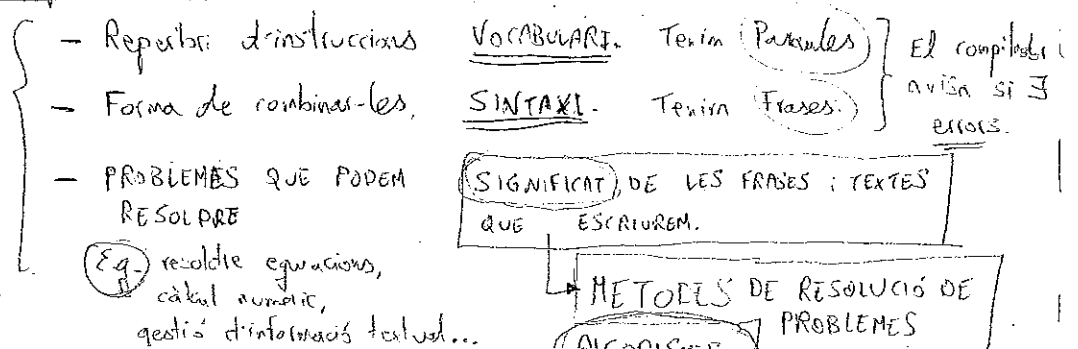 - Repertori d'instruccions VOCABULARI. Tenim Paraules
El compilador
avisa si ∃
errors.
- Forma de combinar-les, SINTAXI. Tenim Frases.
- PROBLEMES QUE PODEM
RESOLDRE
SIGNIFICAT, DE LES FRASES i TEXTES
QUE ESCRIUREM.
E.g. resoldre equacions,
càlcul numèric,
gestió d'informació textual...
METODES DE RESOLUCIÓ DE
PROBLEMES